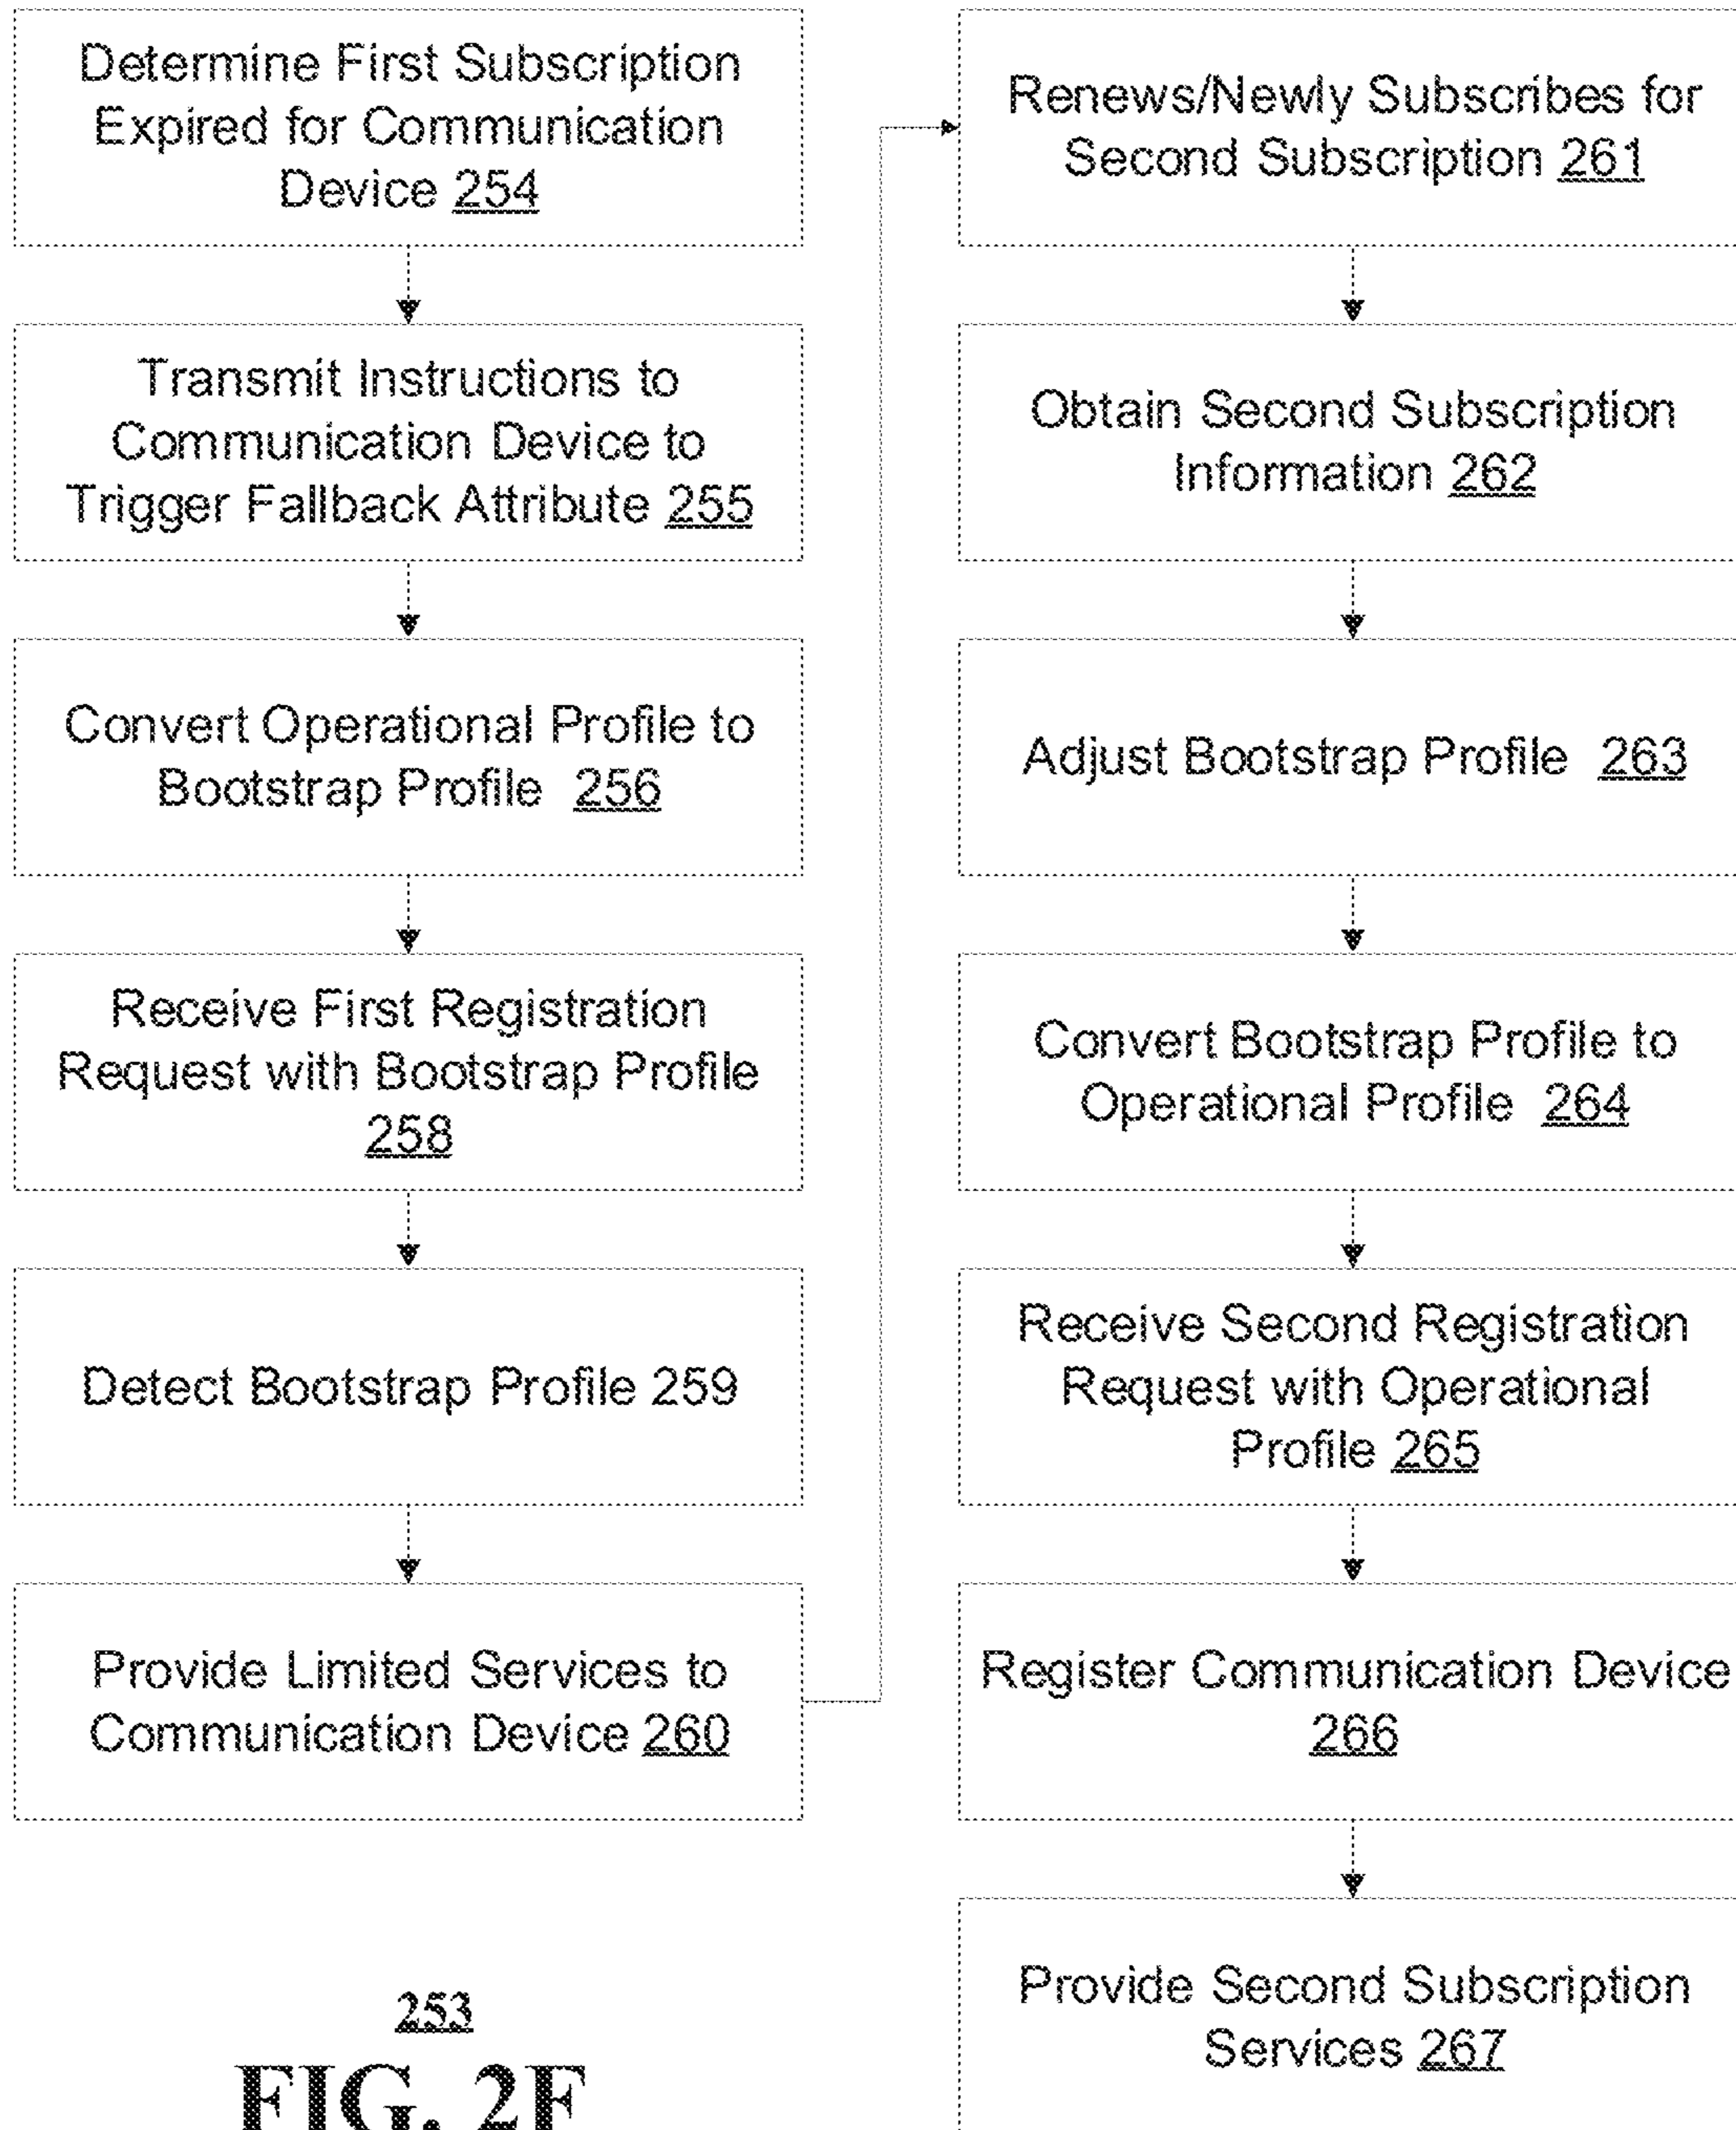 Determine First Subscription
Expired for Communication
Device 254
Transmit Instructions to
Communication Device to
Trigger Fallback Attribute 255
Convert Operational Profile to
Bootstrap Profile 256
Receive First Registration
Request with Bootstrap Profile
258
Detect Bootstrap Profile 259
Provide Limited Services to
Communication Device 260
Renews/Newly Subscribes for
Second Subscription 261
Obtain Second Subscription
Information 262
Adjust Bootstrap Profile 263
Convert Bootstrap Profile to
Operational Profile 264
Receive Second Registration
Request with Operational
Profile 265
Register Communication Device
266
Provide Second Subscription
Services 267
253
FIG. 2F